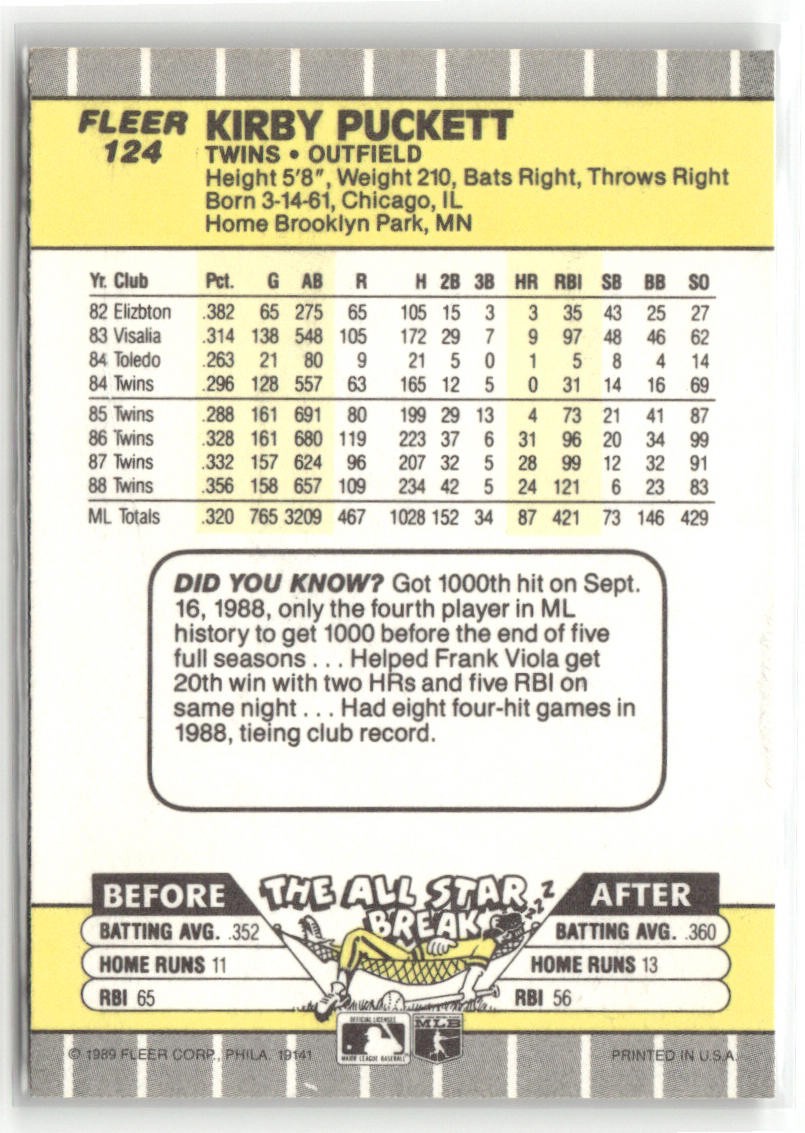 FLEER
124
KIRBY PUCKETT
TWINS • OUTFIELD
Height 5'8", Weight 210, Bats Right, Throws Right
Born 3-14-61, Chicago, IL
Home Brooklyn Park, MN
Yr. Club Pct. G AB R H 2B 3B HR RBI SB BB SO
82 Elizbton .382 65 275 65 105 15 3 3 35 43 25 27
83 Visalia .314 138 548 105 172 29 7 9 97 48 46 62
84 Toledo .263 21 80 9 21 5 0 1 5 8 4 14
84 Twins .296 128 557 63 165 12 5 0 31 14 16 69
85 Twins .288 161 691 80 199 29 13 4 73 21 41 87
86 Twins .328 161 680 119 223 37 6 31 96 20 34 99
87 Twins .332 157 624 96 207 32 5 28 99 12 32 91
88 Twins .356 158 657 109 234 42 5 24 121 6 23 83
ML Totals .320 765 3209 467 1028 152 34 87 421 73 146 429
DID YOU KNOW? Got 1000th hit on Sept.
16, 1988, only the fourth player in ML
history to get 1000 before the end of five
full seasons . . . Helped Frank Viola get
20th win with two HRs and five RBI on
same night . . . Had eight four-hit games in
1988, tieing club record.
THE ALL STAR
BREAK
Z Z Z
BEFORE
BATTING AVG. .352
HOME RUNS 11
RBI 65
AFTER
BATTING AVG. .360
HOME RUNS 13
RBI 56
OFFICIAL LICENSEE
MAJOR LEAGUE BASEBALL
MLB
© 1989 FLEER CORP., PHILA. 19141
PRINTED IN U.S.A.